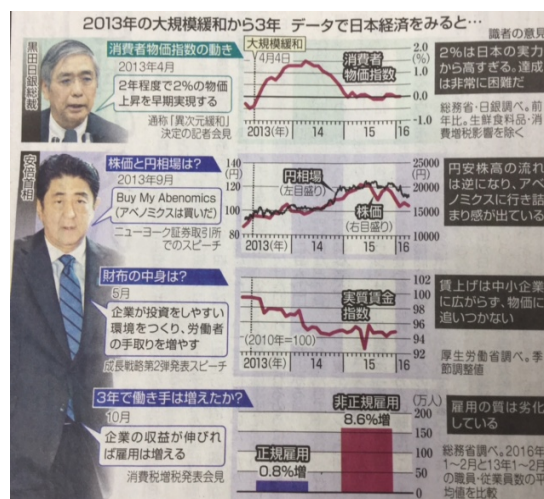 2013年の大規模緩和から3年 データで日本経済をみると…
識者の意見
黒田日銀総裁
消費者物価指数の動き
2013年4月
2年程度で2%の物価
上昇を早期実現する
通称「異次元緩和」
決定の記者会見
大規模緩和
4月4日
消費者
物価指数
2.0
(%)
1.0
0.0
-1.0
2013(年)
14
15
16
2%は日本の実力
から高すぎる。達成
は非常に困難だ
総務省・日銀調べ。前
年比。生鮮食料品・消
費増税影響を除く
安倍首相
株価と円相場は?
2013年9月
Buy My Abenomics
(アベノミクスは買いだ)
ニューヨーク証券取引所
でのスピーチ
140
(円)
120
100
80
円相場
(左目盛り)
株価
(右目盛り)
25000
(円)
20000
15000
10000
2013(年)
14
15
16
円安株高の流れ
は逆になり、アベ
ノミクスに行き詰
まり感が出ている
財布の中身は?
5月
企業が投資をしやすい
環境をつくり、労働者
の手取りを増やす
成長戦略第2弾発表スピーチ
実質賃金
指数
(2010年=100)
102
100
98
96
94
92
2013(年)
14
15
16
賃上げは中小企業
に広がらず、物価に
追いつかない
厚生労働省調べ。季
節調整値
3年で働き手は増えたか?
10月
企業の収益が伸びれ
ば雇用は増える
消費税増税発表会見
正規雇用
0.8%増
非正規雇用
8.6%増
(万人)
200
150
100
50
0
雇用の質は劣化
している
総務省調べ。2016年
1~2月と13年1~2月
の職員・従業員数の平
均値を比較